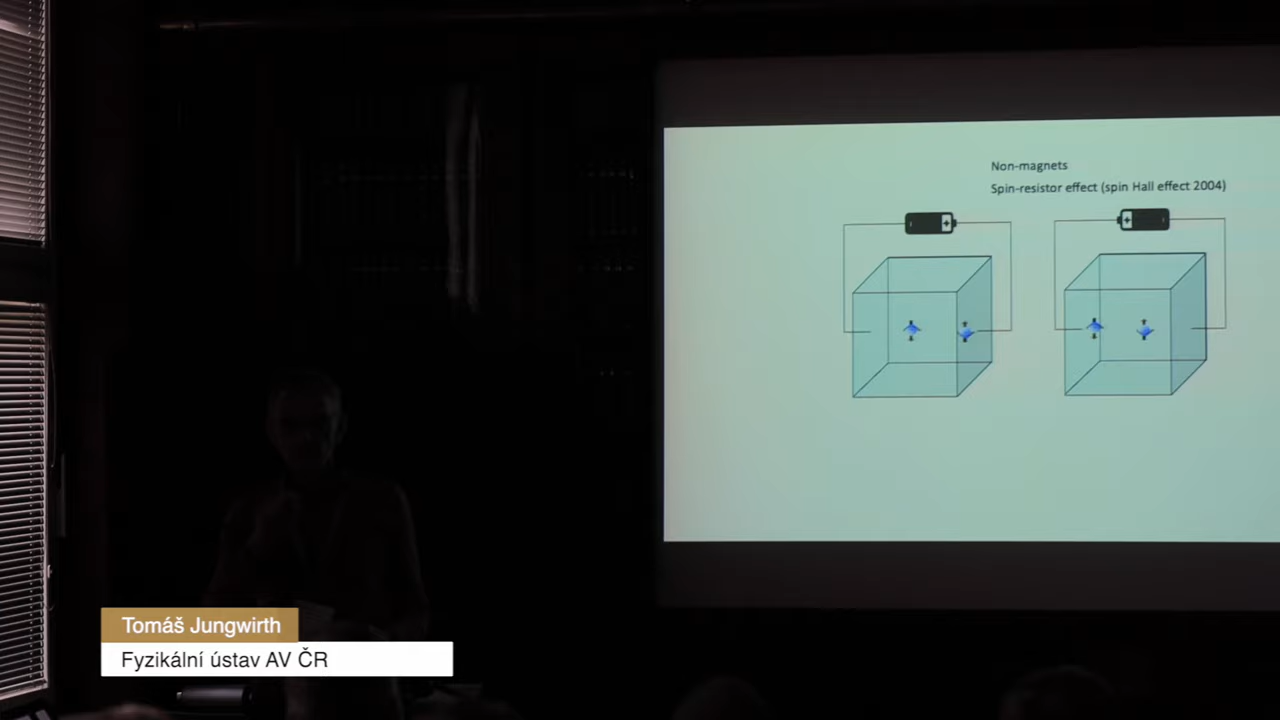 Non-magnets
Spin-resistor effect (spin Hall effect 2004)
Tomáš Jungwirth
Fyzikální ústav AV ČR